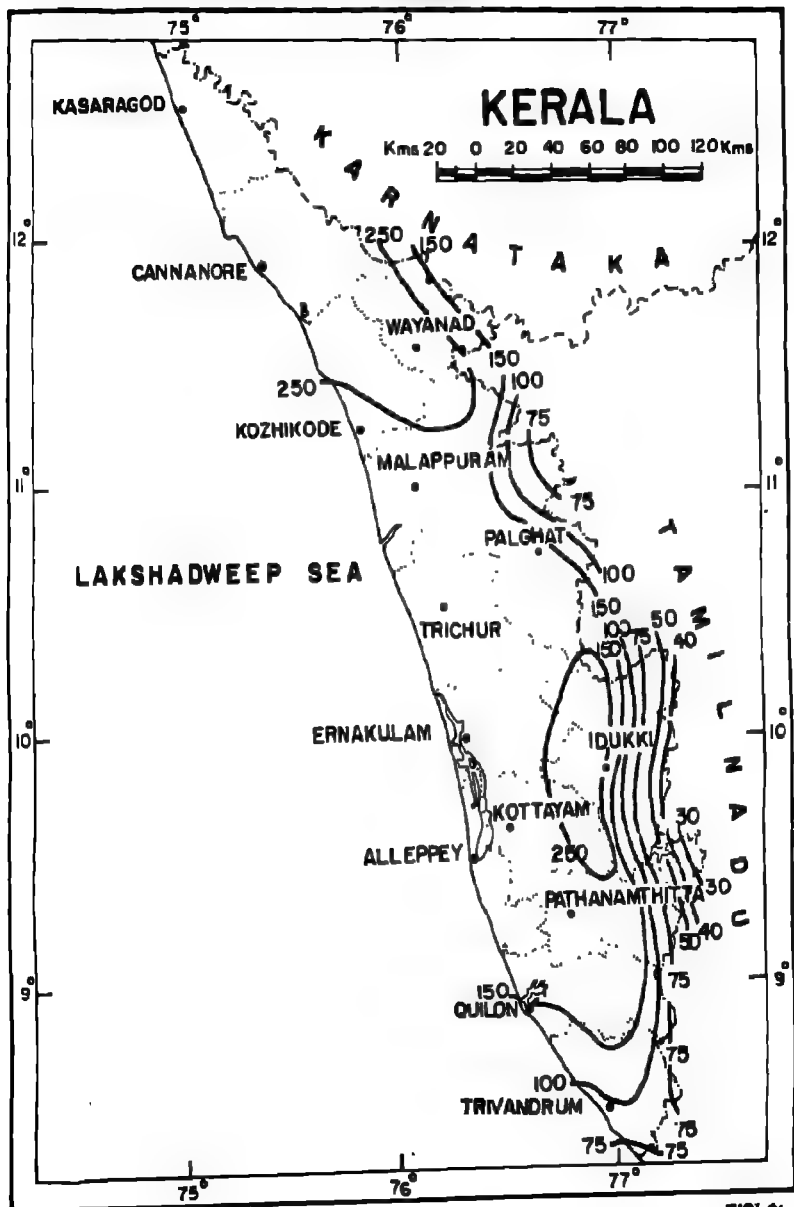 75° 76° 77°
KERALA
KASARAGOD
Kms 20 0 20 40 60 80 100 120 Kms
KARNATAKA
12° 12°
250 150
CANNANORE
WAYANAD
150
100
250
75
KOZHIKODE
MALAPPURAM
11° 11°
75
PALGHAT
TAMIL NADU
LAKSHADWEEP SEA
100
150
TRICHUR
50
100 75 40
150
10° 10°
ERNAKULAM
IDUKKI
KOTTAYAM
30
ALLEPPEY
250
PATHANAMTHITTA
30
40
50
9° 9°
75
150
QUILON
75
100
TRIVANDRUM
75
75 75
75° 76° 77°